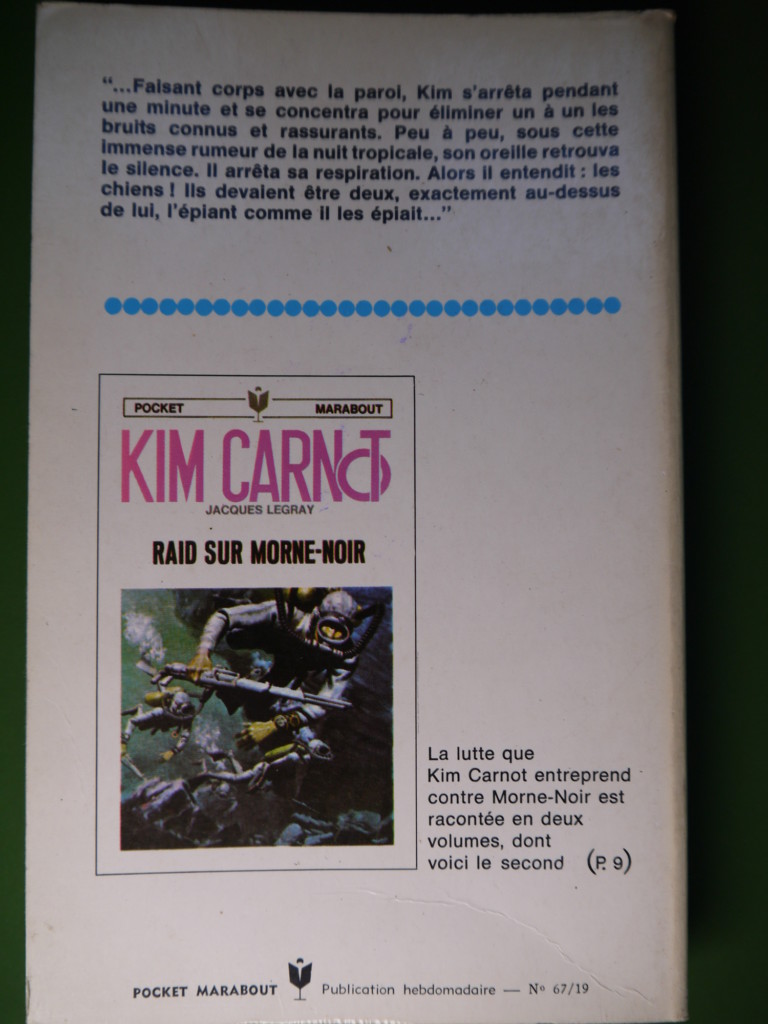 “...Faisant corps avec la paroi, Kim s'arrêta pendant
une minute et se concentra pour éliminer un à un les
bruits connus et rassurants. Peu à peu, sous cette
immense rumeur de la nuit tropicale, son oreille retrouva
le silence. Il arrêta sa respiration. Alors il entendit : les
chiens ! Ils devaient être deux, exactement au-dessus
de lui, l'épiant comme il les épiait...”
POCKET MARABOUT
KIM CARNOT
JACQUES LEGRAY
RAID SUR MORNE-NOIR
La lutte que
Kim Carnot entreprend
contre Morne-Noir est
racontée en deux
volumes, dont
voici le second (P. 9)
POCKET MARABOUT Publication hebdomadaire — Nº 67/19